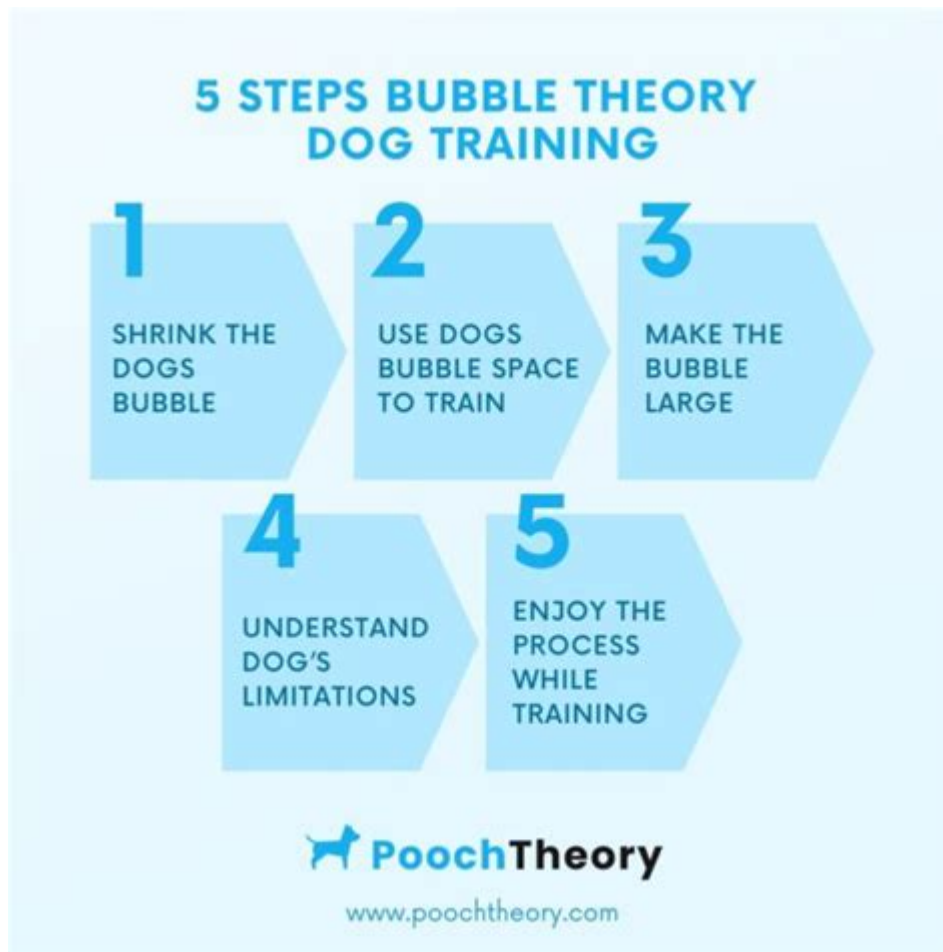 5 STEPS BUBBLE THEORY
DOG TRAINING
1
SHRINK THE
DOGS
BUBBLE
2
USE DOGS
BUBBLE SPACE
TO TRAIN
3
MAKE THE
BUBBLE
LARGE
4
UNDERSTAND
DOG'S
LIMITATIONS
5
ENJOY THE
PROCESS
WHILE
TRAINING
PoochTheory
www.poochtheory.com